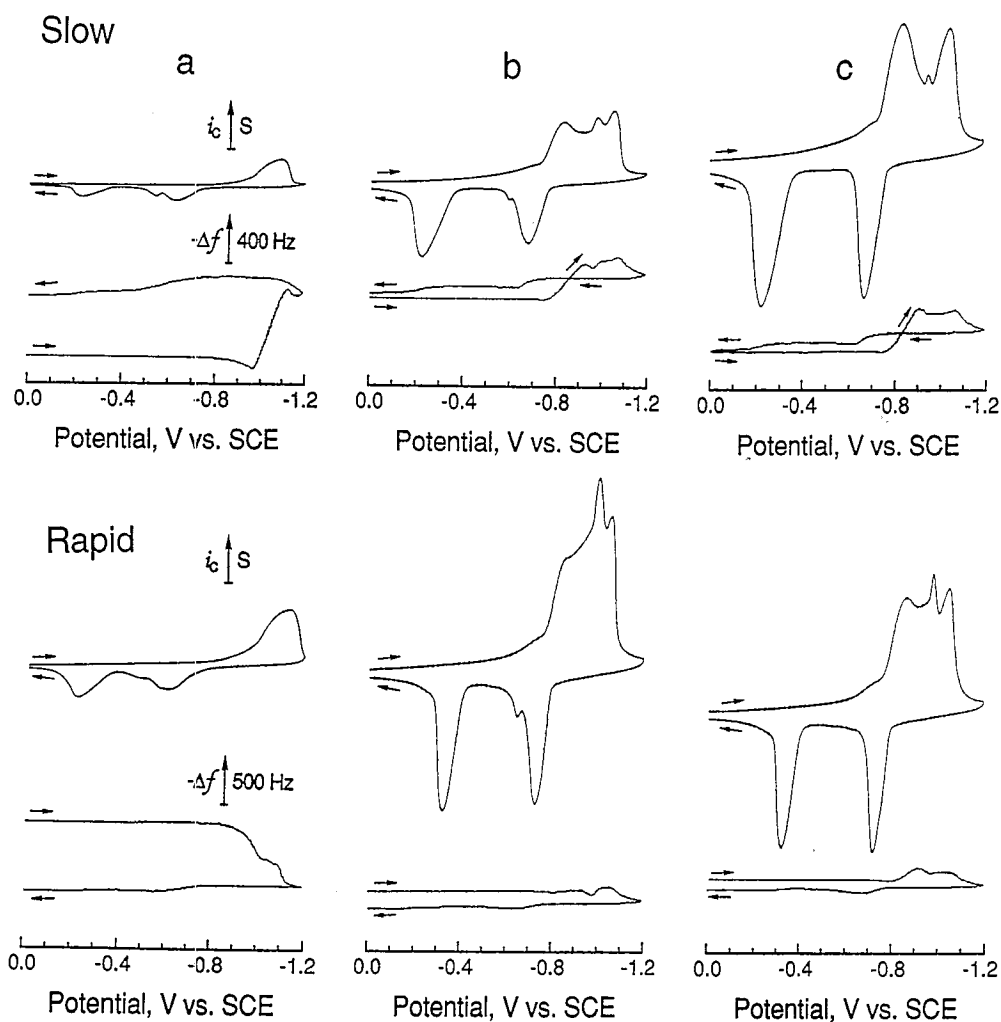 Slow
a
b
c
ic S
-Δf 400 Hz
0.0 -0.4 -0.8 -1.2
Potential, V vs. SCE
0.0 -0.4 -0.8 -1.2
Potential, V vs. SCE
0.0 -0.4 -0.8 -1.2
Potential, V vs. SCE
Rapid
ic S
-Δf 500 Hz
0.0 -0.4 -0.8 -1.2
Potential, V vs. SCE
0.0 -0.4 -0.8 -1.2
Potential, V vs. SCE
0.0 -0.4 -0.8 -1.2
Potential, V vs. SCE